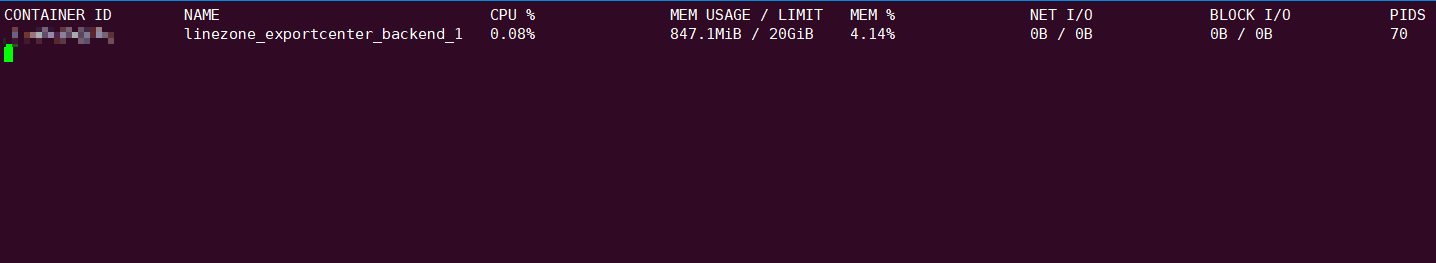 CONTAINER ID NAME CPU % MEM USAGE / LIMIT MEM % NET I/O BLOCK I/O PIDS
linezone_exportcenter_backend_1 0.08% 847.1MiB / 20GiB 4.14% 0B / 0B 0B / 0B 70